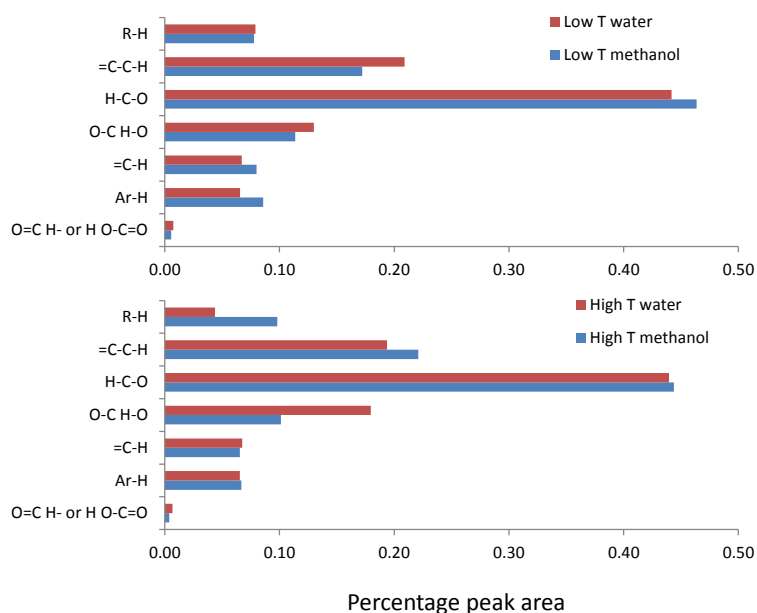 Low T water
Low T methanol
R-H
=C-C-H
H-C-O
O-C H-O
=C-H
Ar-H
O=C H- or H O-C=O
0.00 0.10 0.20 0.30 0.40 0.50
High T water
High T methanol
R-H
=C-C-H
H-C-O
O-C H-O
=C-H
Ar-H
O=C H- or H O-C=O
0.00 0.10 0.20 0.30 0.40 0.50
Percentage peak area